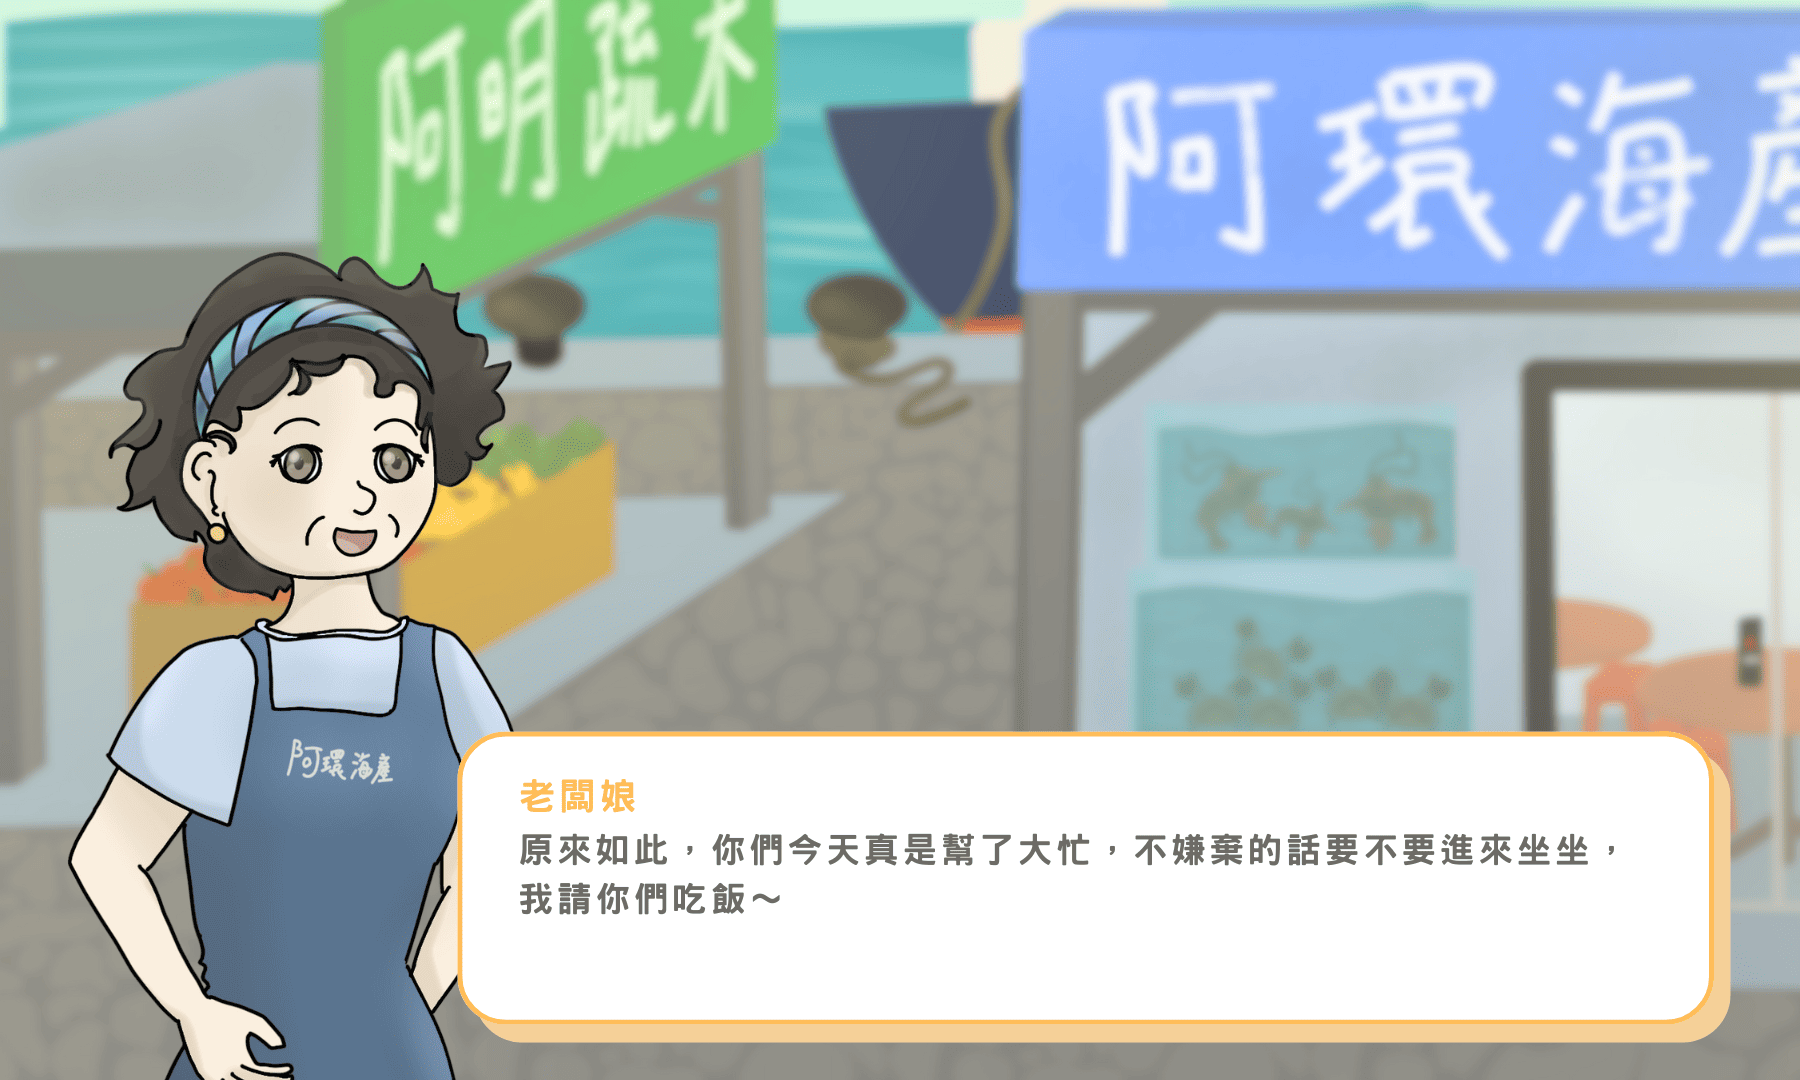 阿明蔬木
阿環海產
阿環海產
老闆娘
原來如此，你們今天真是幫了大忙，不嫌棄的話要不要進來坐坐，
我請你們吃飯～